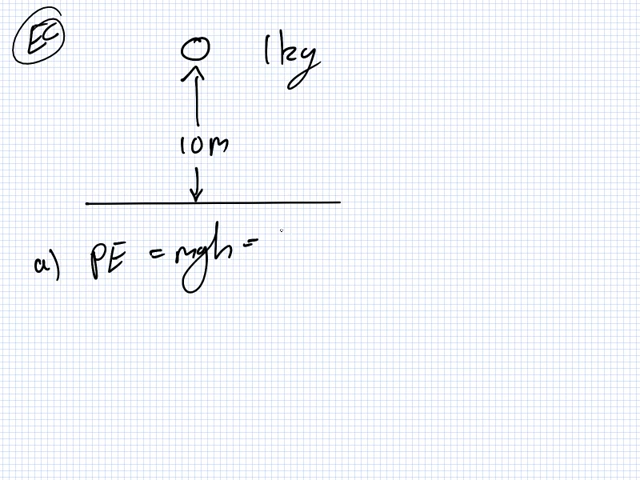 EC
1kg
10m
a) PE = mgh =